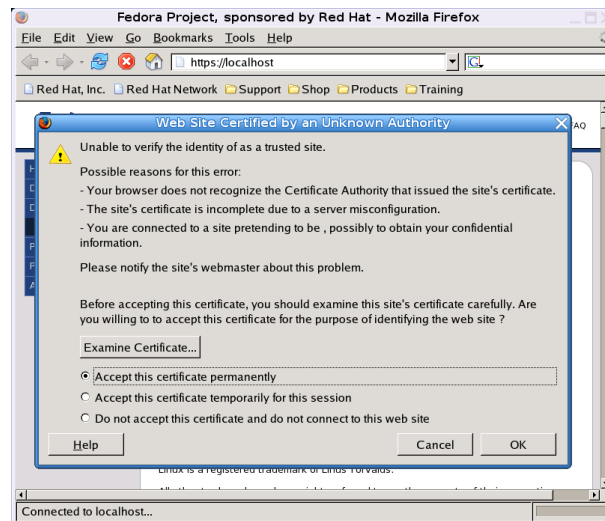 Fedora Project, sponsored by Red Hat - Mozilla Firefox
File Edit View Go Bookmarks Tools Help
https://localhost
Red Hat, Inc. Red Hat Network Support Shop Products Training
Web Site Certified by an Unknown Authority
FAQ
Unable to verify the identity of as a trusted site.
Possible reasons for this error:
- Your browser does not recognize the Certificate Authority that issued the site's certificate.
- The site's certificate is incomplete due to a server misconfiguration.
- You are connected to a site pretending to be , possibly to obtain your confidential
information.
Please notify the site's webmaster about this problem.
Before accepting this certificate, you should examine this site's certificate carefully. Are
you willing to to accept this certificate for the purpose of identifying the web site ?
Examine Certificate...
Accept this certificate permanently
Accept this certificate temporarily for this session
Do not accept this certificate and do not connect to this web site
Help Cancel OK
Linux is a registered trademark of Linus Torvalds.
Connected to localhost...